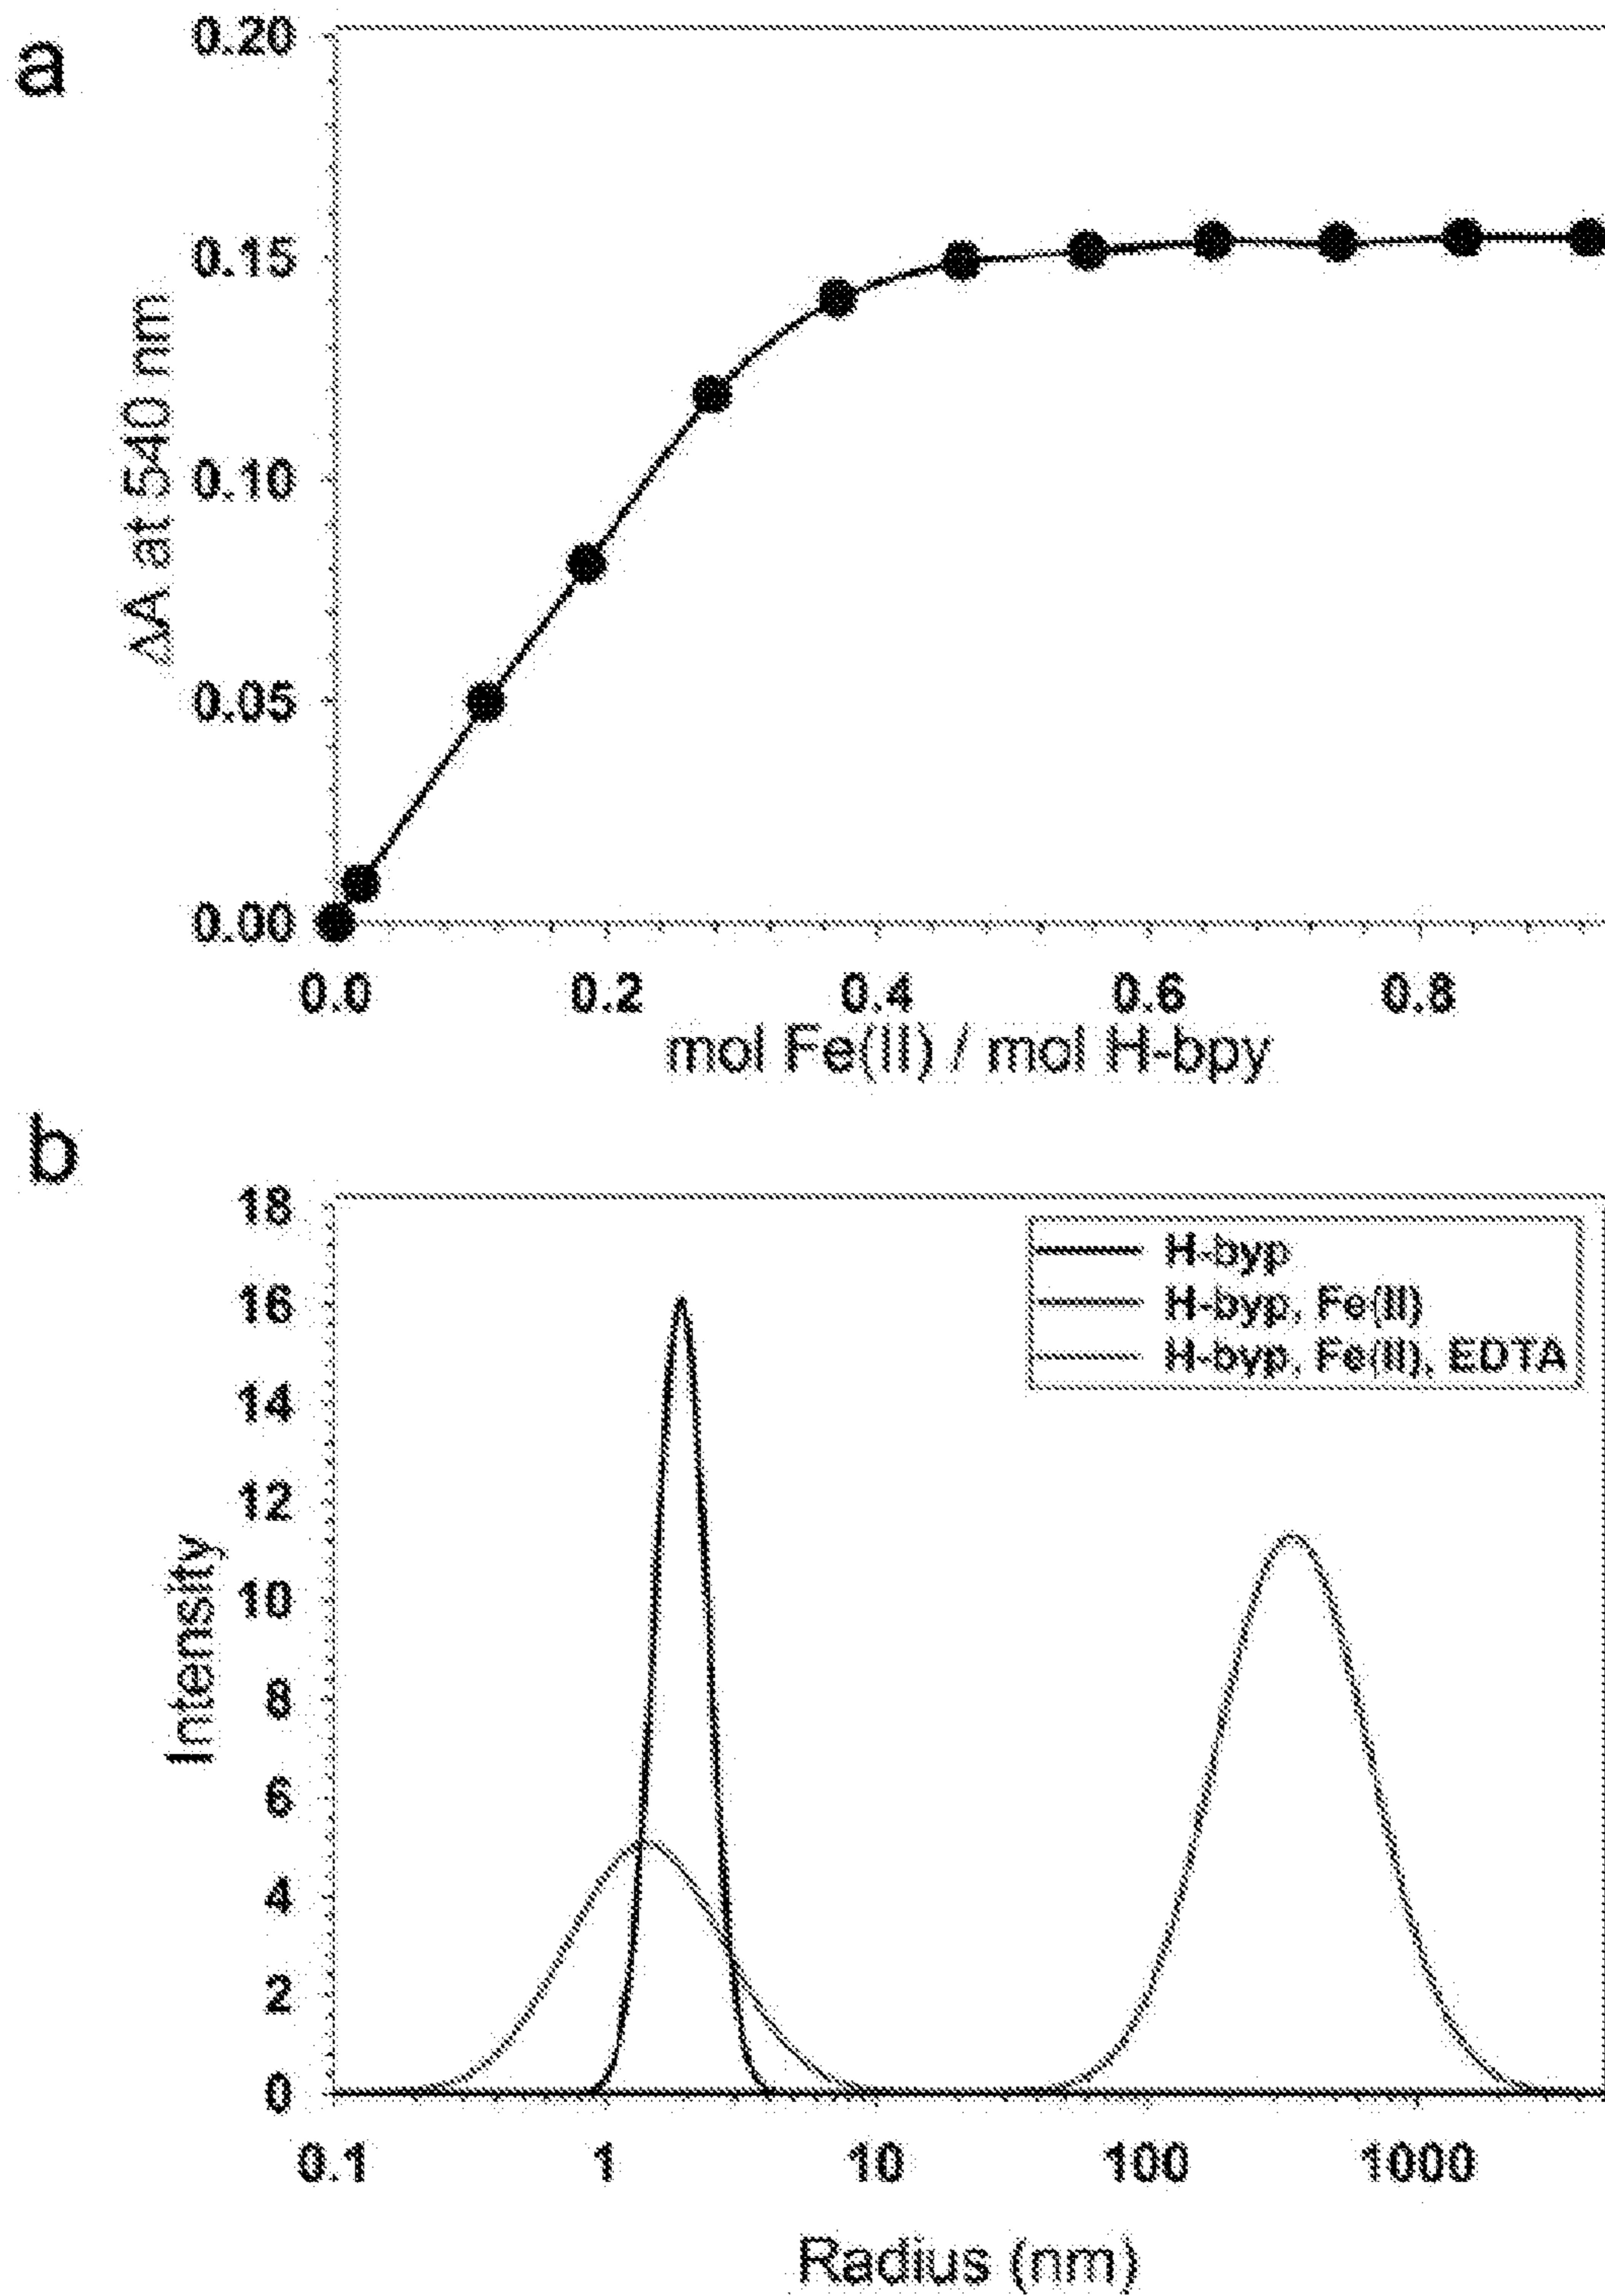 a
0.20
0.15
0.10
0.05
0.00
ΔA at 540 nm
0.0 0.2 0.4 0.6 0.8
mol Fe(II) / mol H-bpy
b
18
16
14
12
10
8
6
4
2
0
Intensity
H-byp
H-byp, Fe(II)
H-byp, Fe(II), EDTA
0.1 1 10 100 1000
Radius (nm)